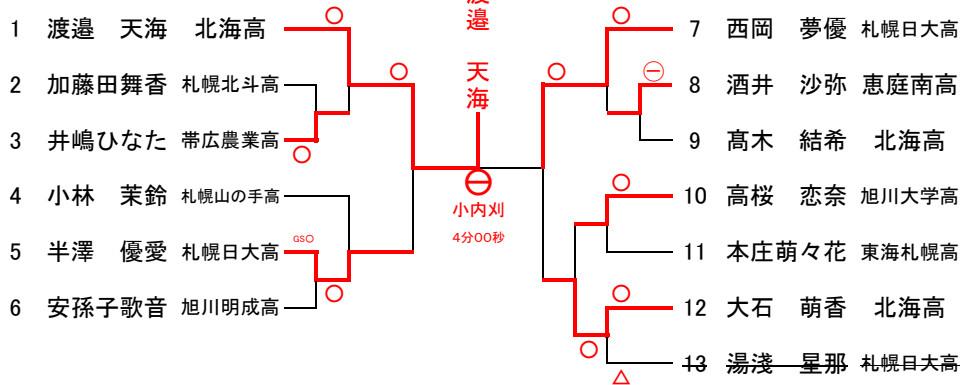 1 渡邉 天海 北海高
2 加藤田舞香 札幌北斗高
3 井嶋ひなた 帯広農業高
4 小林 茉鈴 札幌山の手高
5 半澤 優愛 札幌日大高
6 安孫子歌音 旭川明成高
GS○
渡邉 天海
小内刈
4分00秒
7 西岡 夢優 札幌日大高
8 酒井 沙弥 恵庭南高
9 髙木 結希 北海高
10 高桜 恋奈 旭川大学高
11 本庄萌々花 東海札幌高
12 大石 萌香 北海高
13 湯淺 星那 札幌日大高